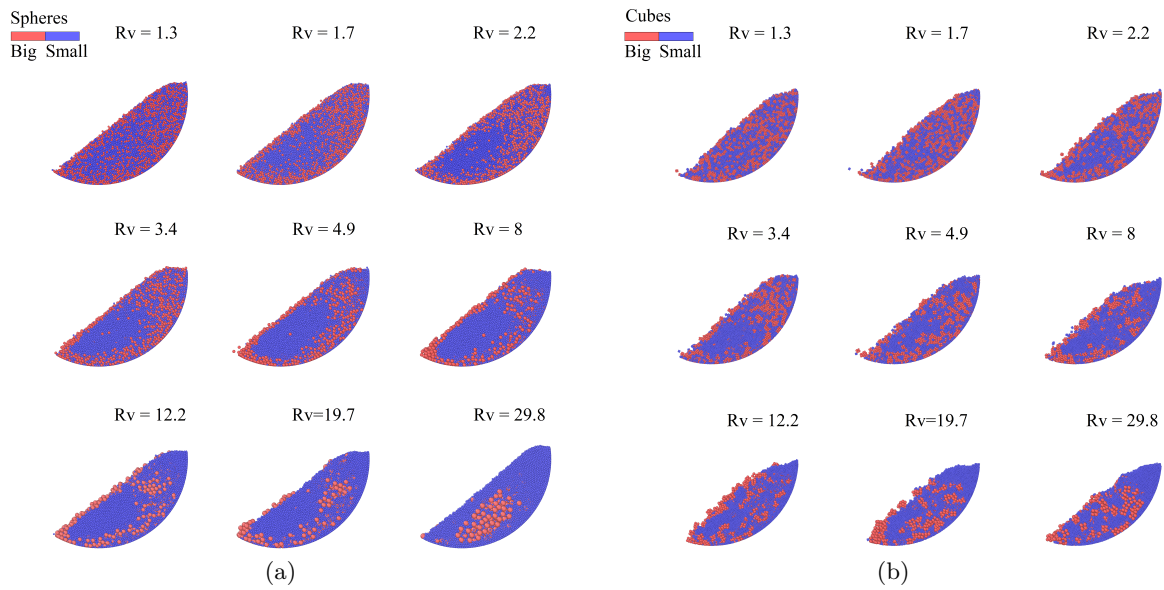 Spheres
Big Small
Rv = 1.3
Rv = 1.7
Rv = 2.2
Rv = 3.4
Rv = 4.9
Rv = 8
Rv = 12.2
Rv=19.7
Rv = 29.8
(a)
Cubes
Big Small
Rv = 1.3
Rv = 1.7
Rv = 2.2
Rv = 3.4
Rv = 4.9
Rv = 8
Rv = 12.2
Rv=19.7
Rv = 29.8
(b)